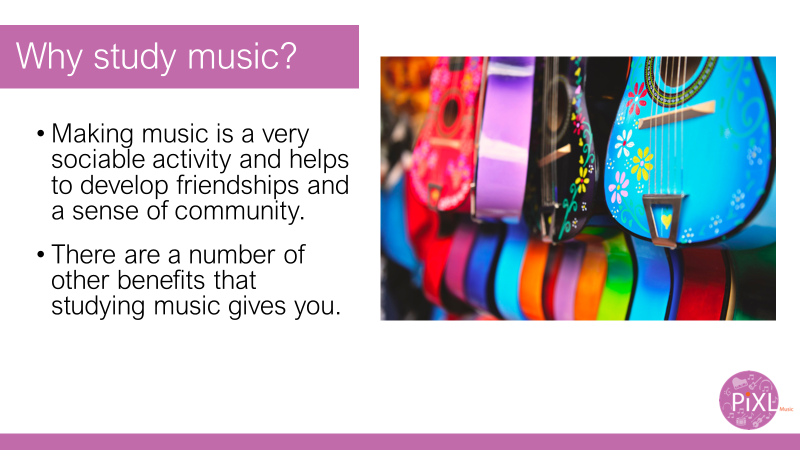 Why study music?
• Making music is a very
sociable activity and helps
to develop friendships and
a sense of community.
• There are a number of
other benefits that
studying music gives you.
PiXL
Music